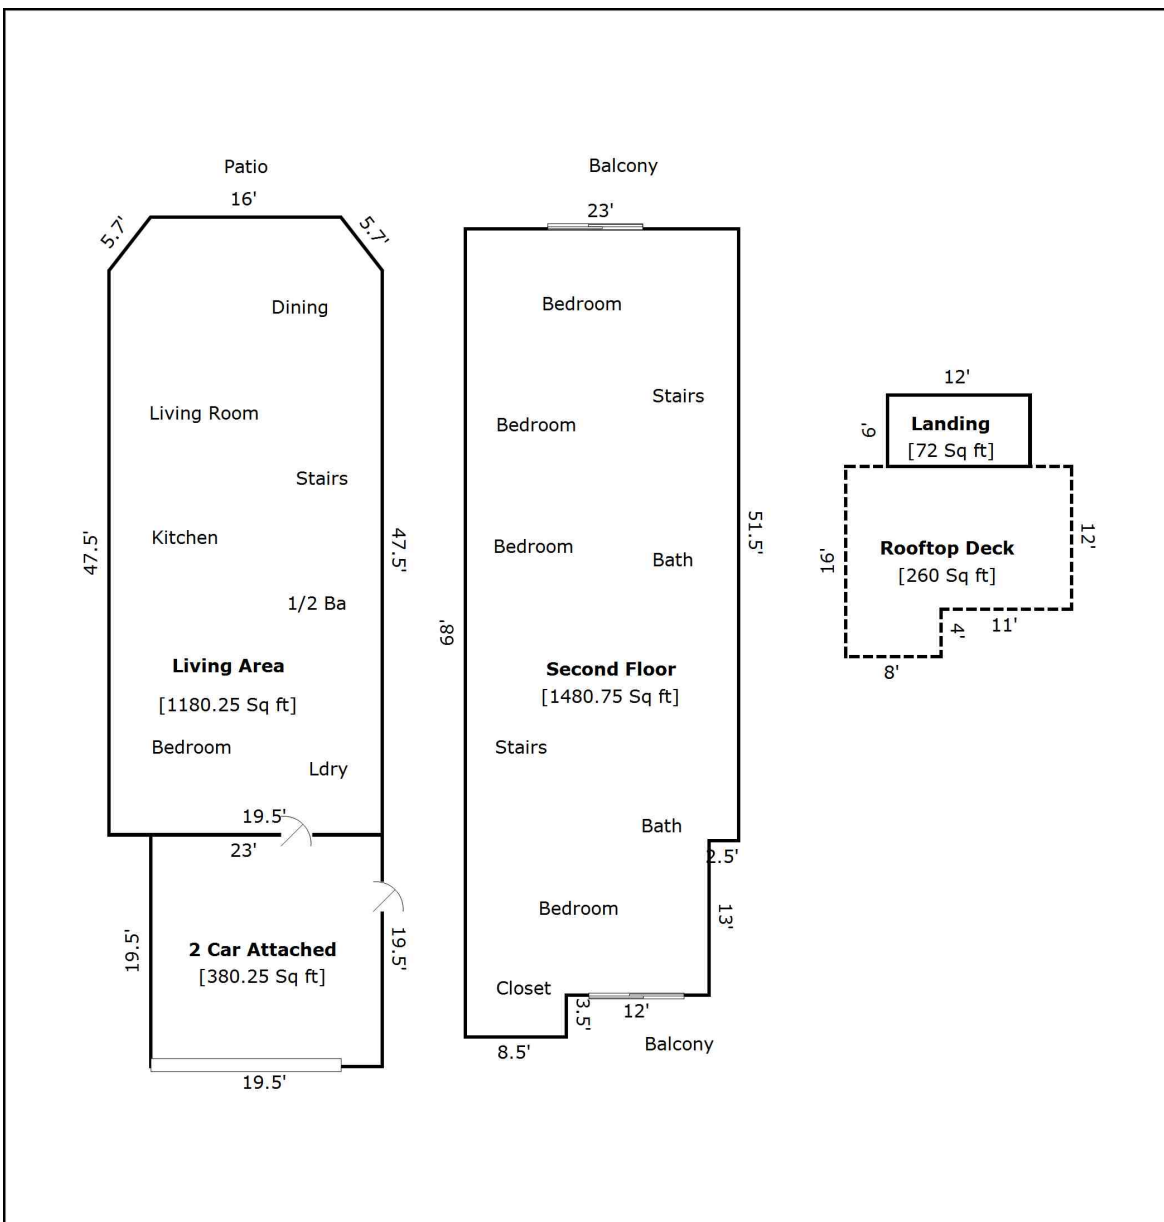 Patio
16'
5.7'
5.7'
Dining
Living Room
Stairs
Kitchen
47.5'
47.5'
1/2 Ba
Living Area
[1180.25 Sq ft]
Bedroom
Ldry
19.5'
23'
2 Car Attached
[380.25 Sq ft]
19.5'
19.5'
19.5'
Balcony
23'
Bedroom
Stairs
Bedroom
Bedroom
51.5'
Bath
68'
Second Floor
[1480.75 Sq ft]
Stairs
Bath
2.5'
Bedroom
13'
Closet
3.5'
12'
8.5'
Balcony
12'
Landing
[72 Sq ft]
6'
Rooftop Deck
[260 Sq ft]
16'
12'
4'
11'
8'